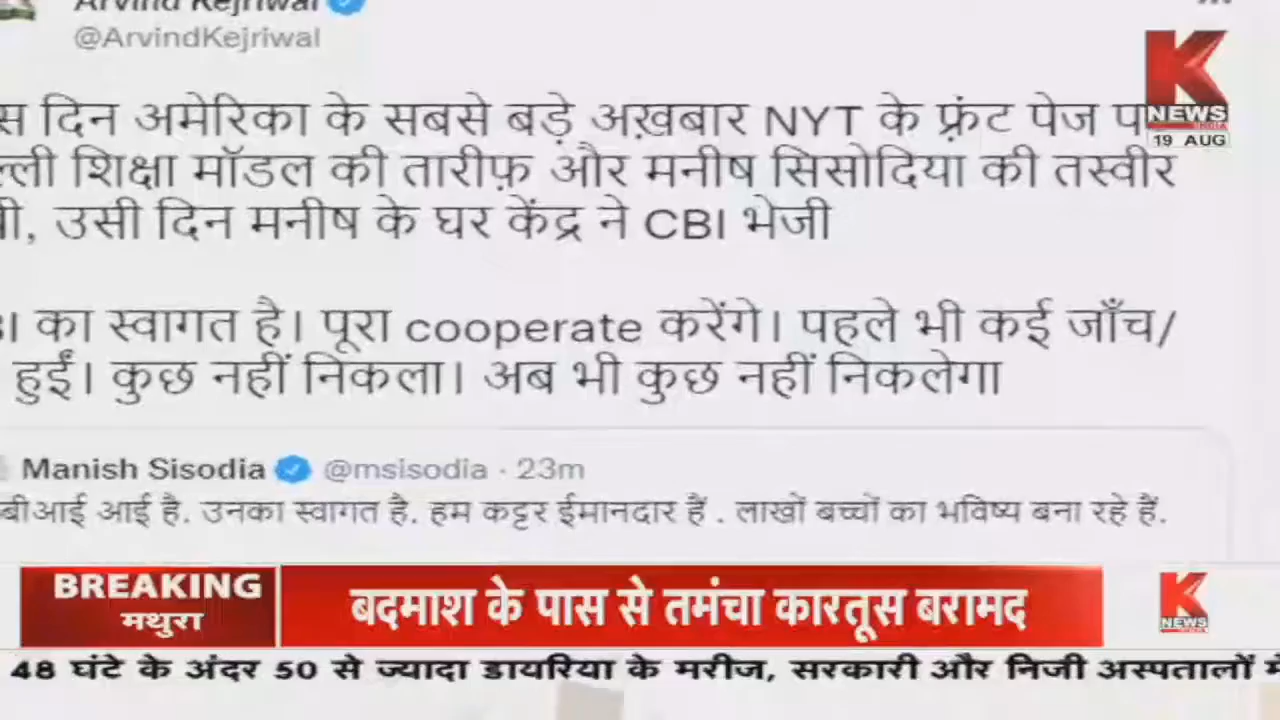 Arvind Kejriwal
@ArvindKejriwal
दिन अमेरिका के सबसे बड़े अख़बार NYT के फ़्रंट पेज
शिक्षा मॉडल की तारीफ़ और मनीष सिसोदिया की तस्वीर
उसी दिन मनीष के घर केंद्र ने CBI भेजी
का स्वागत है। पूरा cooperate करेंगे। पहले भी कई जाँच/
हुईं। कुछ नहीं निकला। अब भी कुछ नहीं निकलेगा
Manish Sisodia @msisodia · 23m
आई है. उनका स्वागत है. हम कट्टर ईमानदार हैं . लाखों बच्चों का भविष्य बना रहे हैं.
K NEWS INDIA
19 AUG
BREAKING
मथुरा
बदमाश के पास से तमंचा कारतूस बरामद
K NEWS
48 घंटे के अंदर 50 से ज्यादा डायरिया के मरीज, सरकारी और निजी अस्पतालों